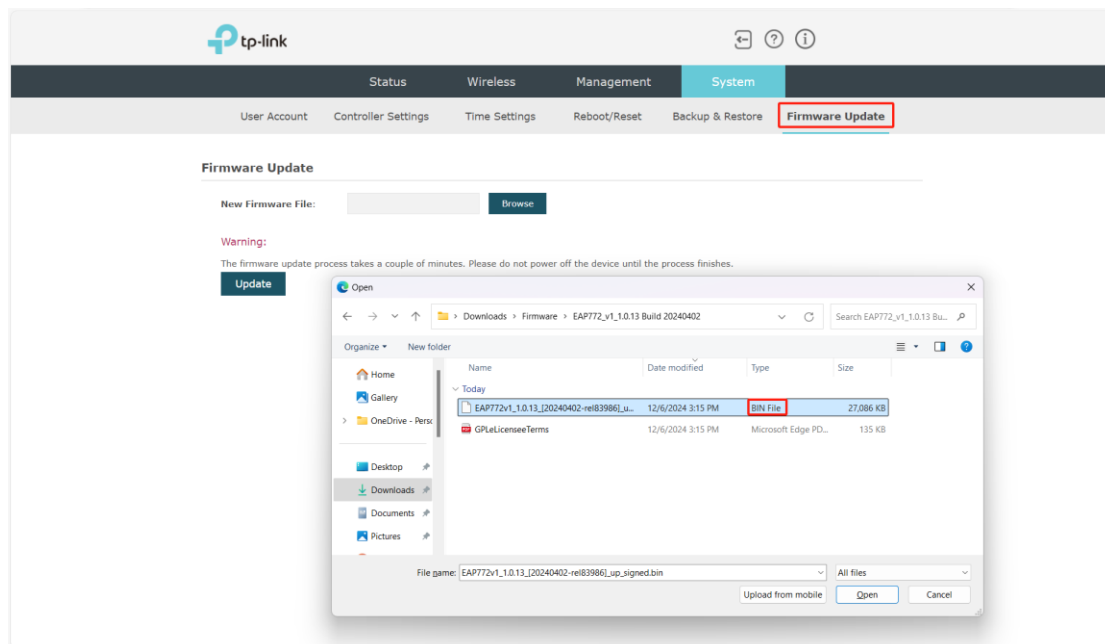 tp-link
Status Wireless Management System
User Account Controller Settings Time Settings Reboot/Reset Backup & Restore Firmware Update
Firmware Update
New Firmware File: Browse
Warning:
The firmware update process takes a couple of minutes. Please do not power off the device until the process finishes.
Update
Open
Downloads > Firmware > EAP772_v1_1.0.13 Build 20240402 Search EAP772_v1_1.0.13 Bu...
Organize New folder
Name Date modified Type Size
Today
EAP772v1_1.0.13_[20240402-rel83986]_u... 12/6/2024 3:15 PM BIN File 27,086 KB
GPLeLicenseeTerms 12/6/2024 3:15 PM Microsoft Edge PD... 135 KB
Home
Gallery
OneDrive - Pers
Desktop
Downloads
Documents
Pictures
File name: EAP772v1_1.0.13_[20240402-rel83986]_up_signed.bin All files
Upload from mobile Open Cancel